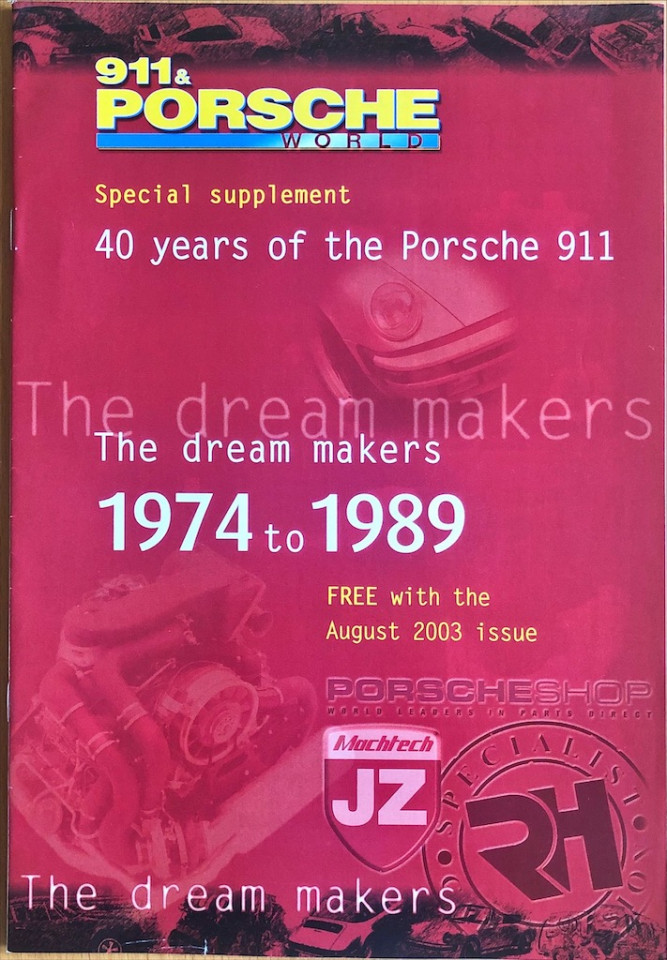 911&
PORSCHE
WORLD
Special supplement
40 years of the Porsche 911
The dream makers
The dream makers
1974 to 1989
FREE with the
August 2003 issue
PORSCHESHOP
WORLD LEADERS IN PARTS DIRECT
Machtech
JZ
SPECIALIST
RH
The dream makers